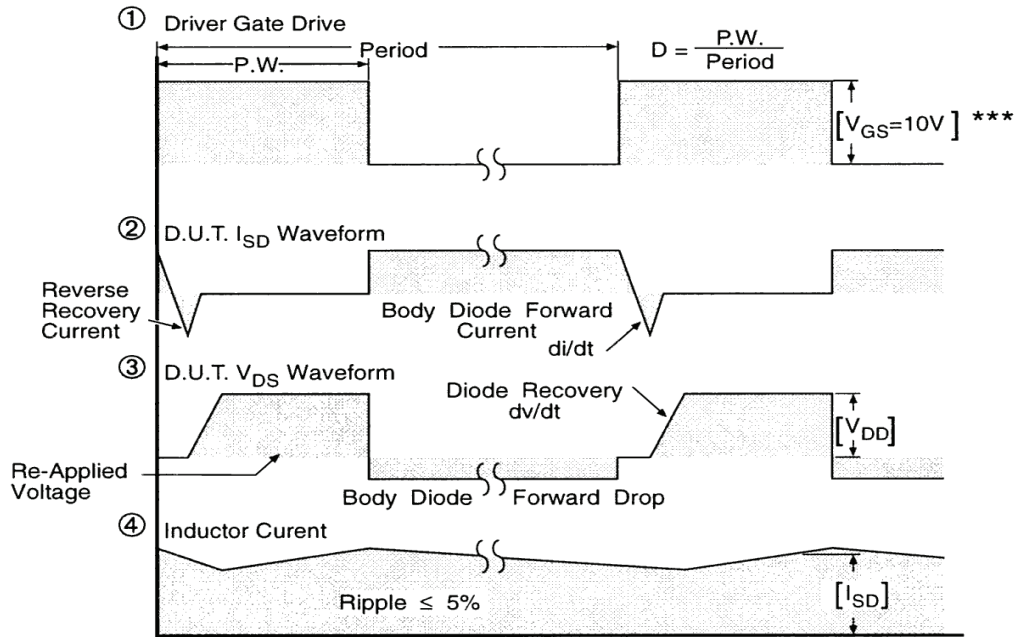 ① Driver Gate Drive
Period
P.W.
D = P.W.
Period
[VGS=10V] ***
② D.U.T. ISD Waveform
Reverse
Recovery
Current
Body Diode Forward
Current
di/dt
③ D.U.T. VDS Waveform
Diode Recovery
dv/dt
[VDD]
Re-Applied
Voltage
Body Diode Forward Drop
④ Inductor Curent
Ripple ≤ 5%
[ISD]